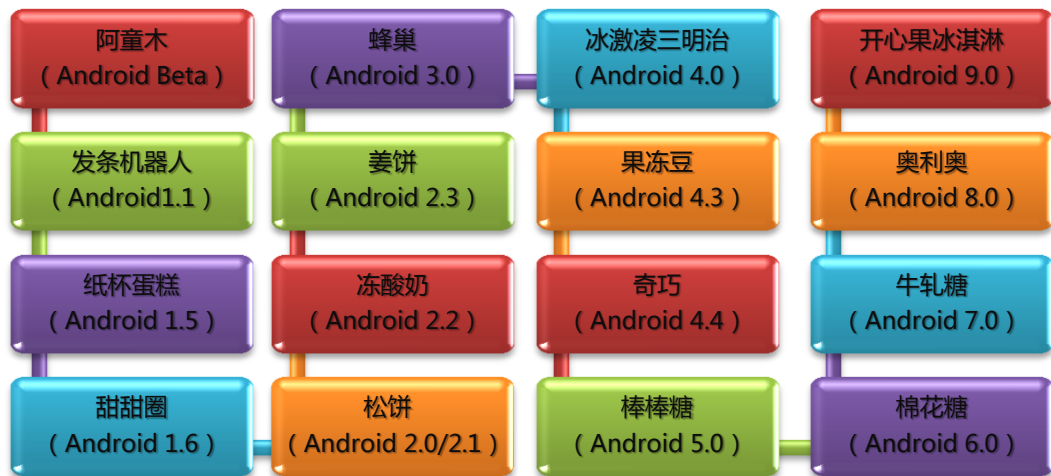 阿童木
（Android Beta）
发条机器人
（Android1.1）
纸杯蛋糕
（Android 1.5）
甜甜圈
（Android 1.6）
松饼
（Android 2.0/2.1）
冻酸奶
（Android 2.2）
姜饼
（Android 2.3）
蜂巢
（Android 3.0）
冰激凌三明治
（Android 4.0）
果冻豆
（Android 4.3）
奇巧
（Android 4.4）
棒棒糖
（Android 5.0）
棉花糖
（Android 6.0）
牛轧糖
（Android 7.0）
奥利奥
（Android 8.0）
开心果冰淇淋
（Android 9.0）